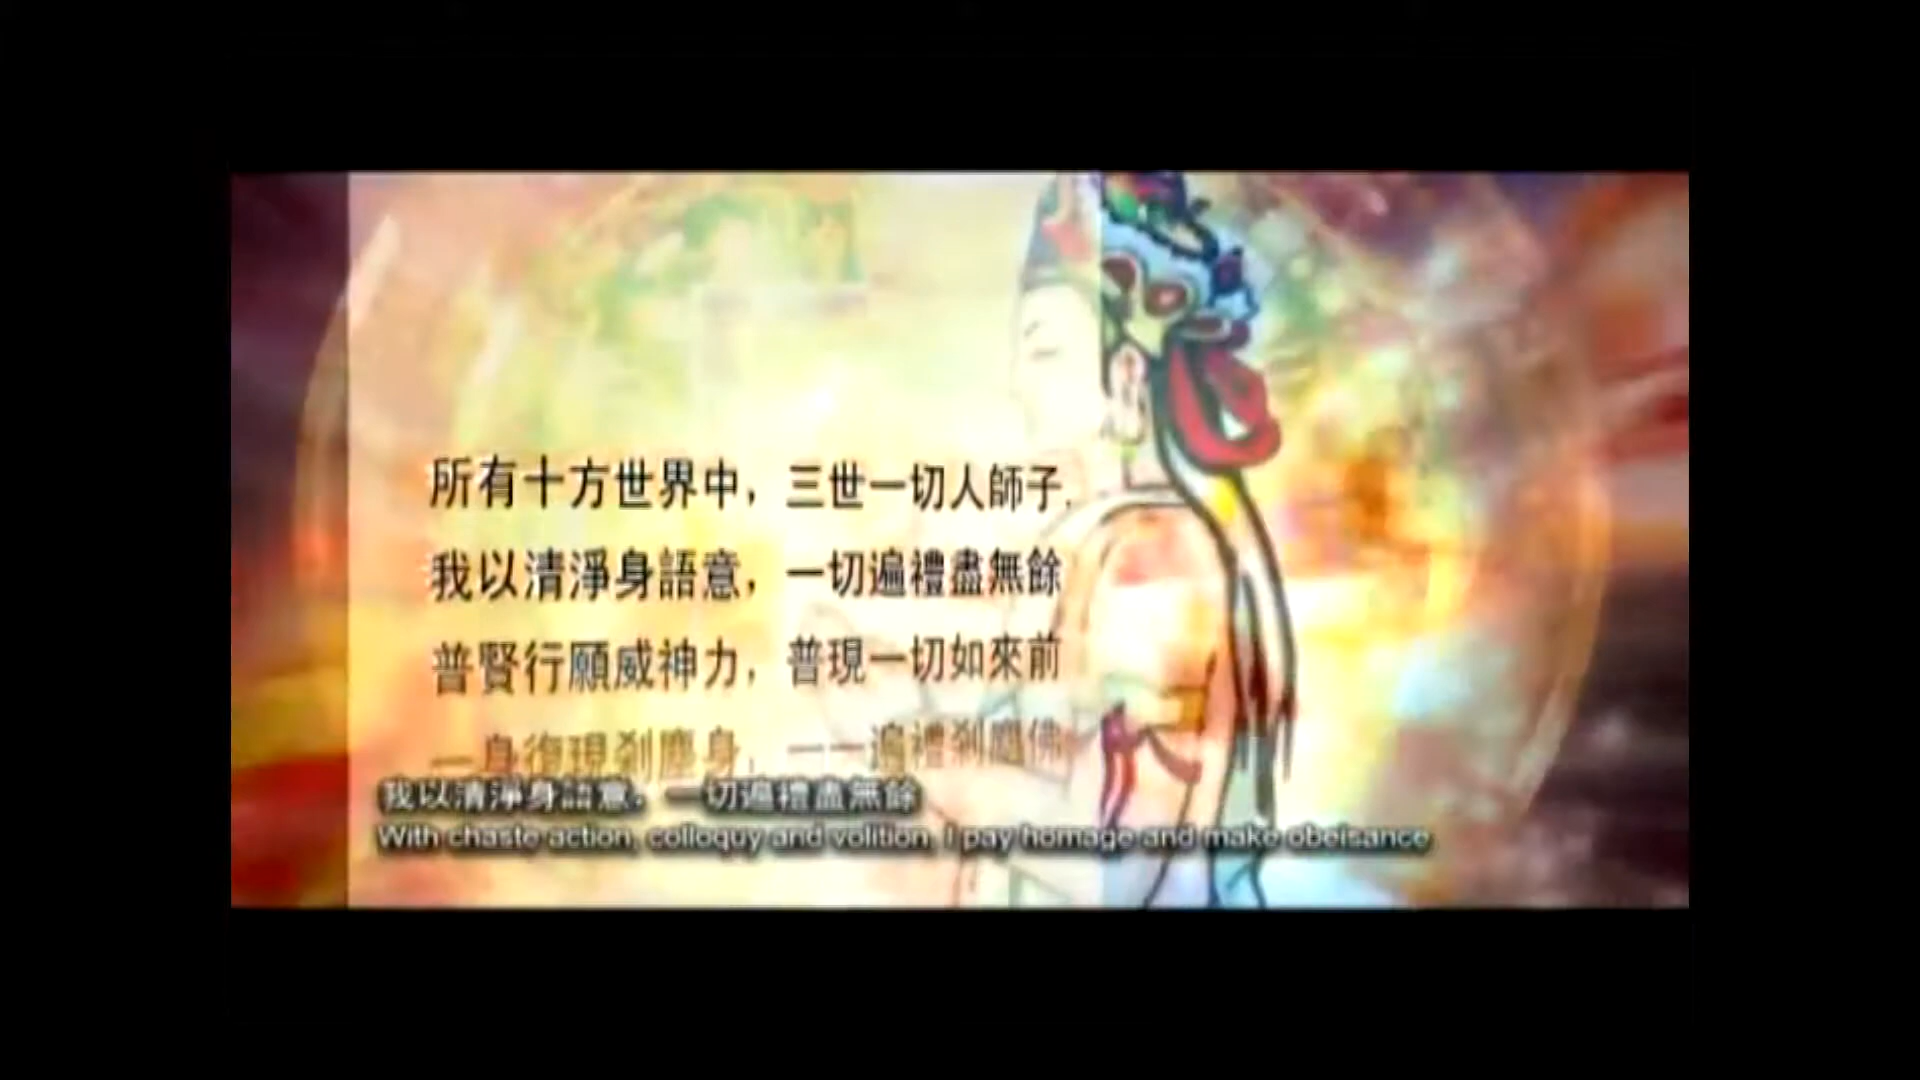 所有十方世界中，三世一切人師子.
我以清淨身語意，一切遍禮盡無餘
普賢行願威神力，普現一切如來前
一身復現剎塵身，一一遍禮剎塵佛
我以清淨身語意。一切遍禮盡無餘
With chaste action, colloquy and volition, I pay homage and make obeisance